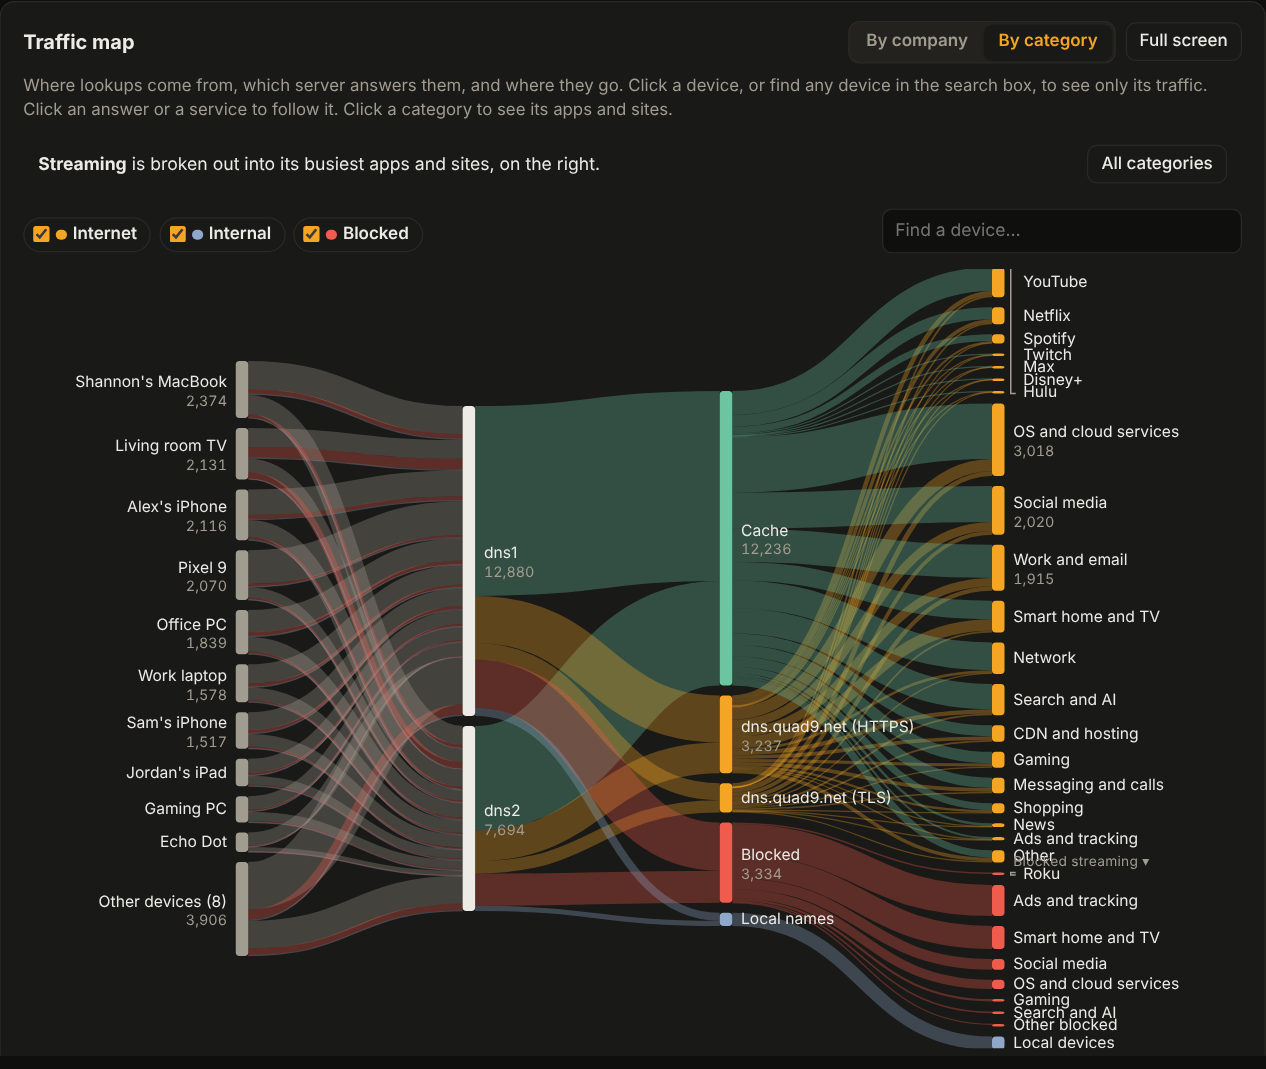 Traffic map
By company
By category
Full screen
Where lookups come from, which server answers them, and where they go. Click a device, or find any device in the search box, to see only its traffic.
Click an answer or a service to follow it. Click a category to see its apps and sites.
Streaming is broken out into its busiest apps and sites, on the right.
All categories
Internet
Internal
Blocked
Find a device...
Shannon's MacBook
2,374
Living room TV
2,131
Alex's iPhone
2,116
Pixel 9
2,070
Office PC
1,839
Work laptop
1,578
Sam's iPhone
1,517
Jordan's iPad
Gaming PC
Echo Dot
Other devices (8)
3,906
dns1
12,880
dns2
7,694
Cache
12,236
dns.quad9.net (HTTPS)
3,237
dns.quad9.net (TLS)
Blocked
3,334
Local names
YouTube
Netflix
Spotify
Twitch
Max
Disney+
Hulu
OS and cloud services
3,018
Social media
2,020
Work and email
1,915
Smart home and TV
Network
Search and AI
CDN and hosting
Gaming
Messaging and calls
Shopping
News
Ads and tracking
Other
Blocked streaming ▾
Roku
Ads and tracking
Smart home and TV
Social media
OS and cloud services
Gaming
Search and AI
Other blocked
Local devices